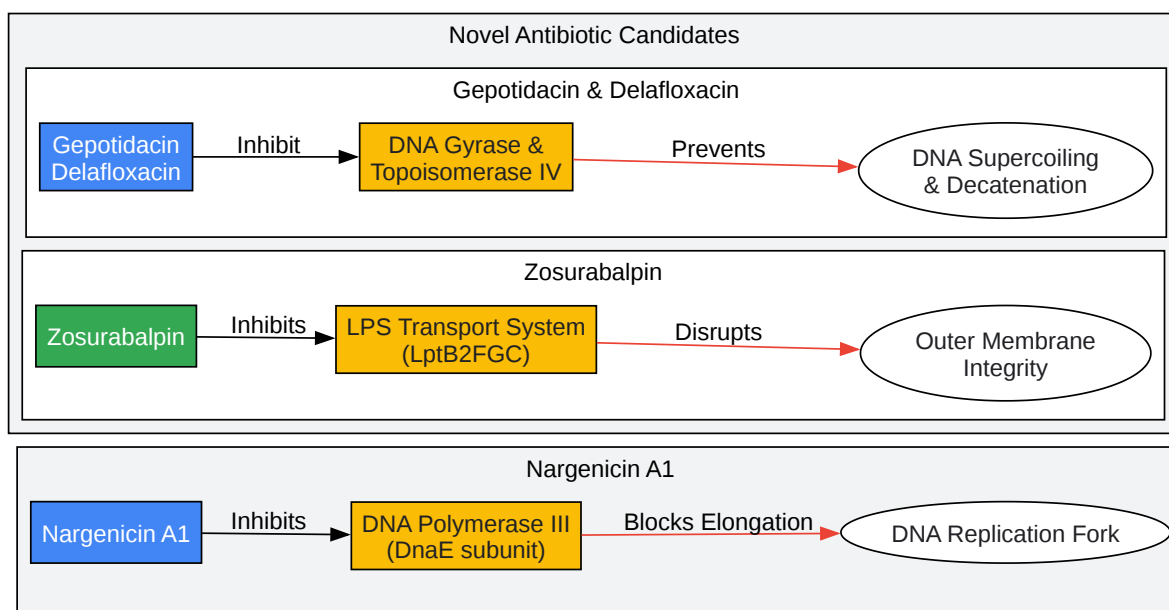 Novel Antibiotic Candidates
Gepotidacin & Delafloxacin
Gepotidacin
Delafloxacin
Inhibit
DNA Gyrase &
Topoisomerase IV
Prevents
DNA Supercoiling
& Decatenation
Zosurabalpin
Zosurabalpin
Inhibits
LPS Transport System
(LptB2FGC)
Disrupts
Outer Membrane
Integrity
Nargenicin A1
Nargenicin A1
Inhibits
DNA Polymerase III
(DnaE subunit)
Blocks Elongation
DNA Replication Fork